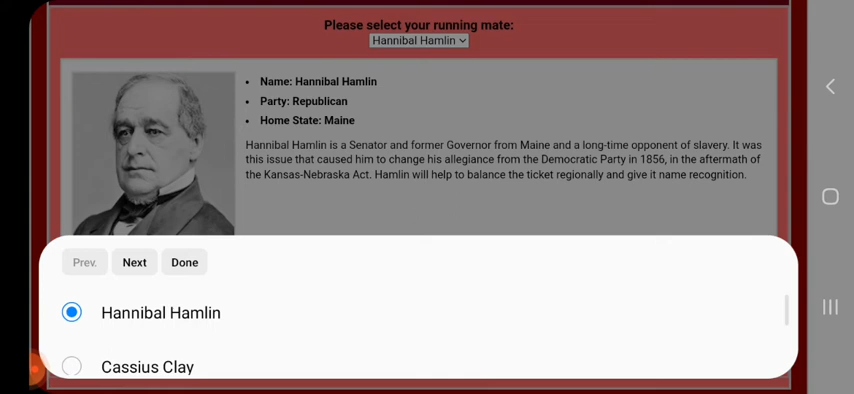 Please select your running mate:
Hannibal Hamlin
• Name: Hannibal Hamlin
• Party: Republican
• Home State: Maine
Hannibal Hamlin is a Senator and former Governor from Maine and a long-time opponent of slavery. It was
this issue that caused him to change his allegiance from the Democratic Party in 1856, in the aftermath of
the Kansas-Nebraska Act. Hamlin will help to balance the ticket regionally and give it name recognition.
Prev. Next Done
Hannibal Hamlin
Cassius Clay